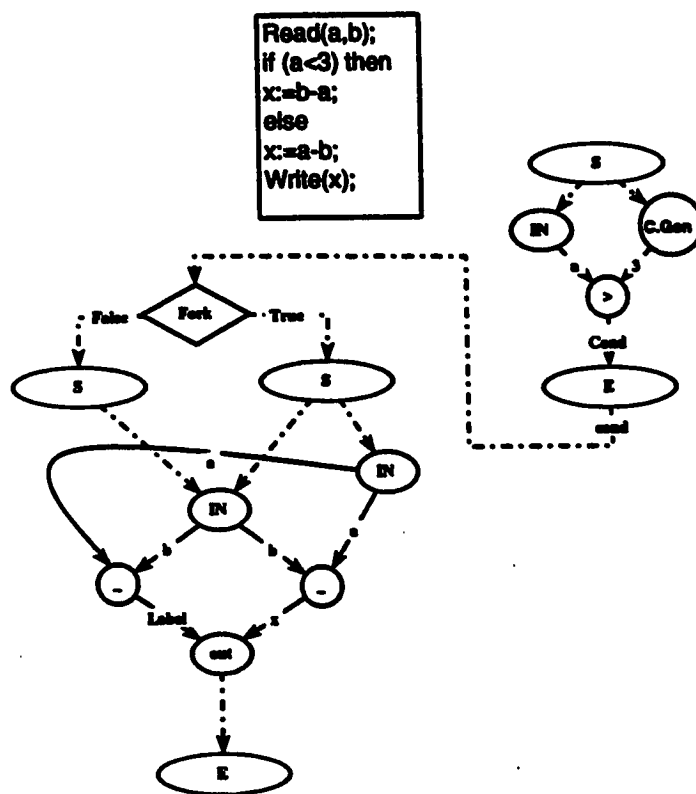 Read(a,b);
if (a<3) then
x:=b-a;
else
x:=a-b;
Write(x);
S
IN
C.Gen
a
3
>
Cond
E
cond
Fork
False
True
S
S
a
IN
IN
b
b
a
-
-
Label
x
out
E